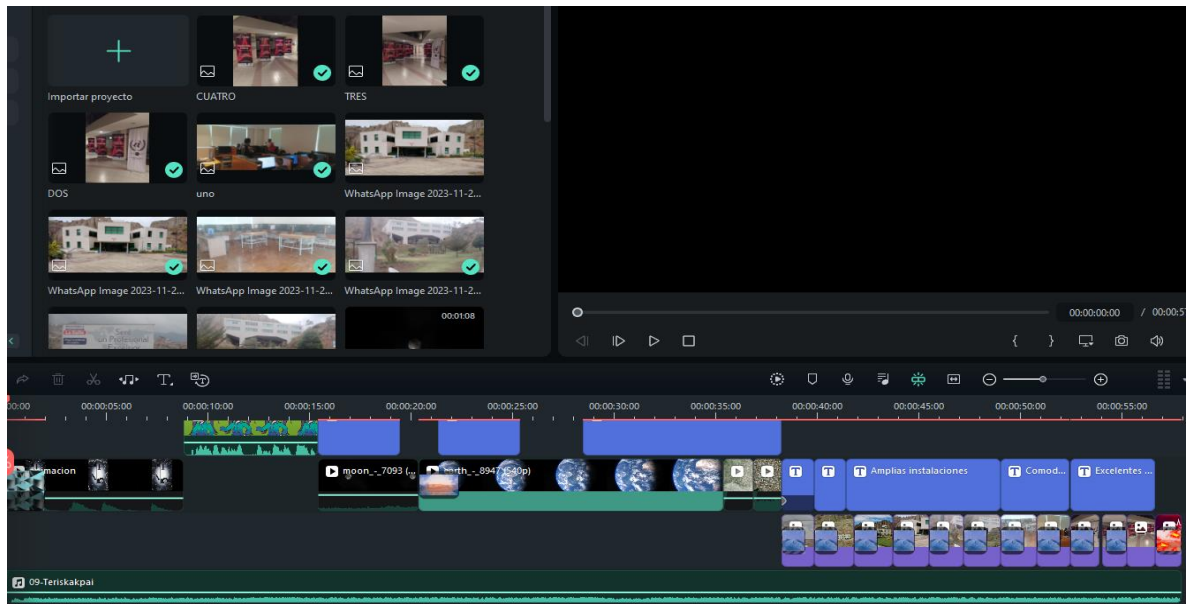 Importar proyecto
CUATRO
TRES
DOS
uno
WhatsApp Image 2023-11-2...
WhatsApp Image 2023-11-2...
WhatsApp Image 2023-11-2...
WhatsApp Image 2023-11-2...
00:01:08
00:00:00:00 / 00:00:5
{ }
T
00:00
00:00:05:00
00:00:10:00
00:00:15:00
00:00:20:00
00:00:25:00
00:00:30:00
00:00:35:00
00:00:40:00
00:00:45:00
00:00:50:00
00:00:55:00
macion
moon_-_7093 (...
earth_-_8947 (540p)
T
T
T Amplias instalaciones
T Comod...
T Excelentes ...
09-Teriskakpai